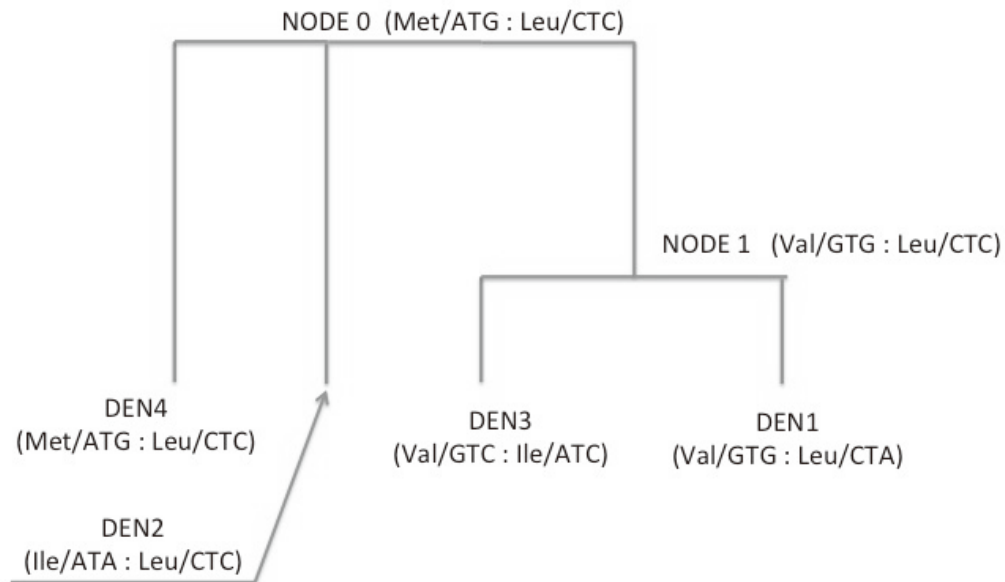 NODE 0 (Met/ATG : Leu/CTC)
NODE 1 (Val/GTG : Leu/CTC)
DEN4
(Met/ATG : Leu/CTC)
DEN3
(Val/GTC : Ile/ATC)
DEN1
(Val/GTG : Leu/CTA)
DEN2
(Ile/ATA : Leu/CTC)